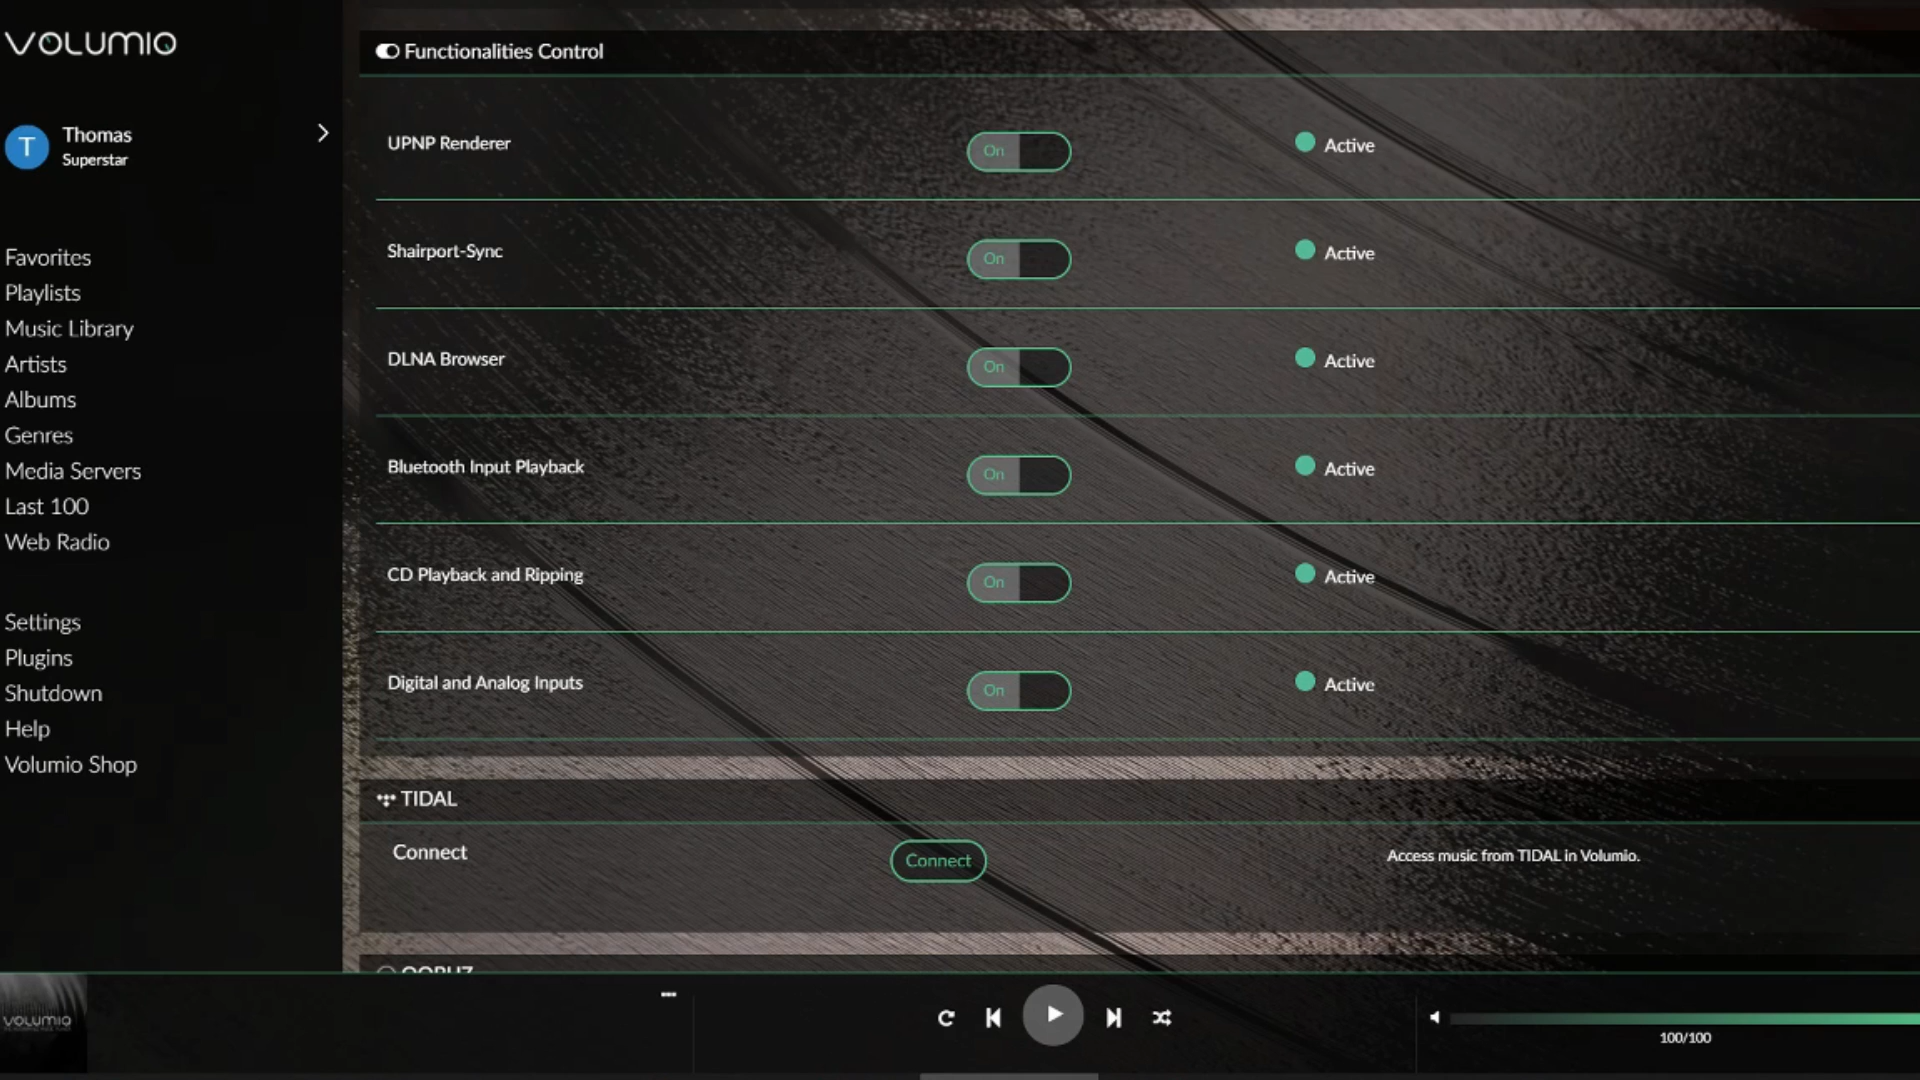 VOLUMIO
T
Thomas
Superstar
Favorites
Playlists
Music Library
Artists
Albums
Genres
Media Servers
Last 100
Web Radio
Settings
Plugins
Shutdown
Help
Volumio Shop
Functionalities Control
UPNP Renderer On Active
Shairport-Sync On Active
DLNA Browser On Active
Bluetooth Input Playback On Active
CD Playback and Ripping On Active
Digital and Analog Inputs On Active
TIDAL
Connect Connect Access music from TIDAL in Volumio.
QOBUZ
VOLUMIO
100/100